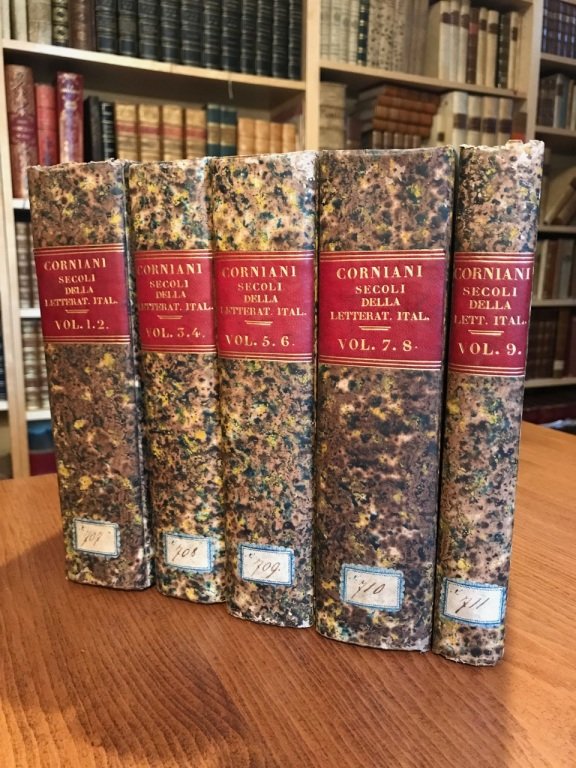 CORNIANI
SECOLI
DELLA
LETTERAT. ITAL.
VOL. 1. 2.
707
CORNIANI
SECOLI
DELLA
LETTERAT. ITAL.
VOL. 3. 4.
708
CORNIANI
SECOLI
DELLA
LETTERAT. ITAL.
VOL. 5. 6.
709.
CORNIANI
SECOLI
DELLA
LETTERAT. ITAL.
VOL. 7. 8.
710
CORNIANI
SECOLI
DELLA
LETT. ITAL.
VOL. 9.
711